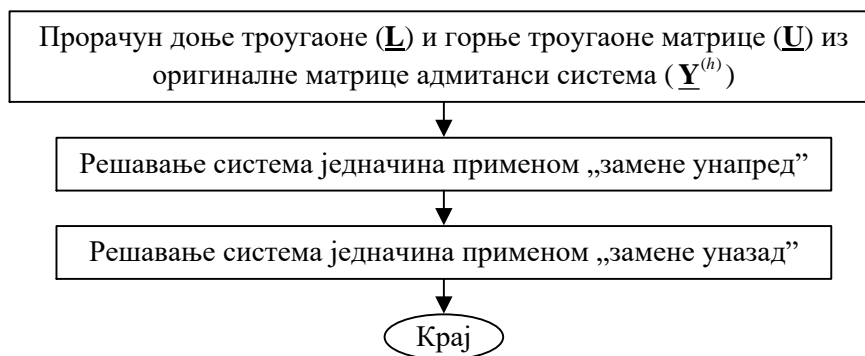 Прорачун доње троугаоне (L) и горње троугаоне матрице (U) из
оригиналне матрице адмитанси система ( Y^(h) )
Решавање система једначина применом „замене унапред”
Решавање система једначина применом „замене уназад”
Крај